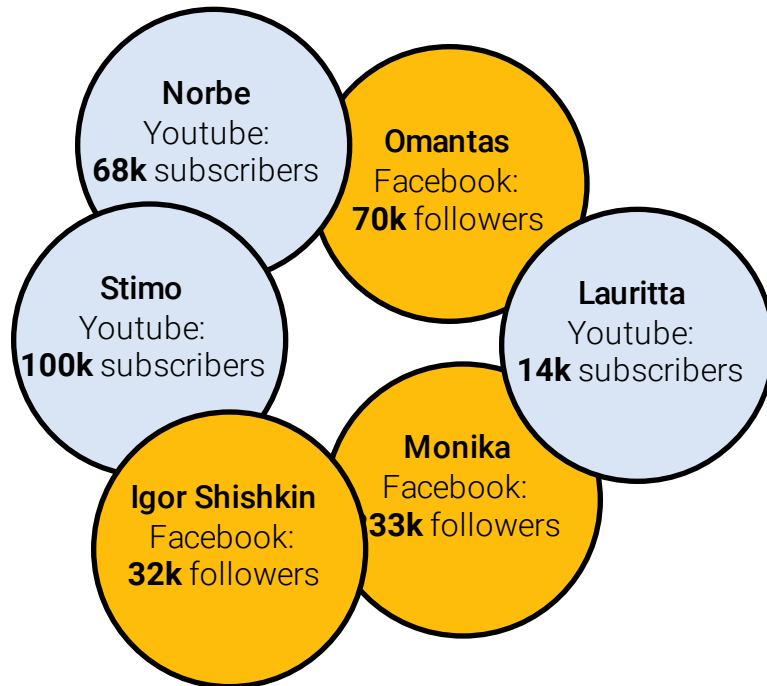 Norbe
Youtube:
68k subscribers
Omantas
Facebook:
70k followers
Stimo
Youtube:
100k subscribers
Lauritta
Youtube:
14k subscribers
Igor Shishkin
Facebook:
32k followers
Monika
Facebook:
followers